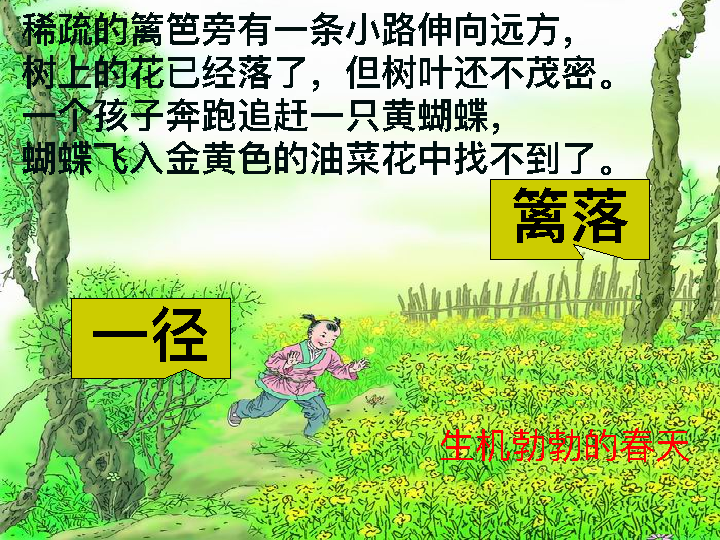 稀疏的篱笆旁有一条小路伸向远方，
树上的花已经落了，但树叶还不茂密。
一个孩子奔跑追赶一只黄蝴蝶，
蝴蝶飞入金黄色的油菜花中找不到了。
篱落
一径
生机勃勃的春天